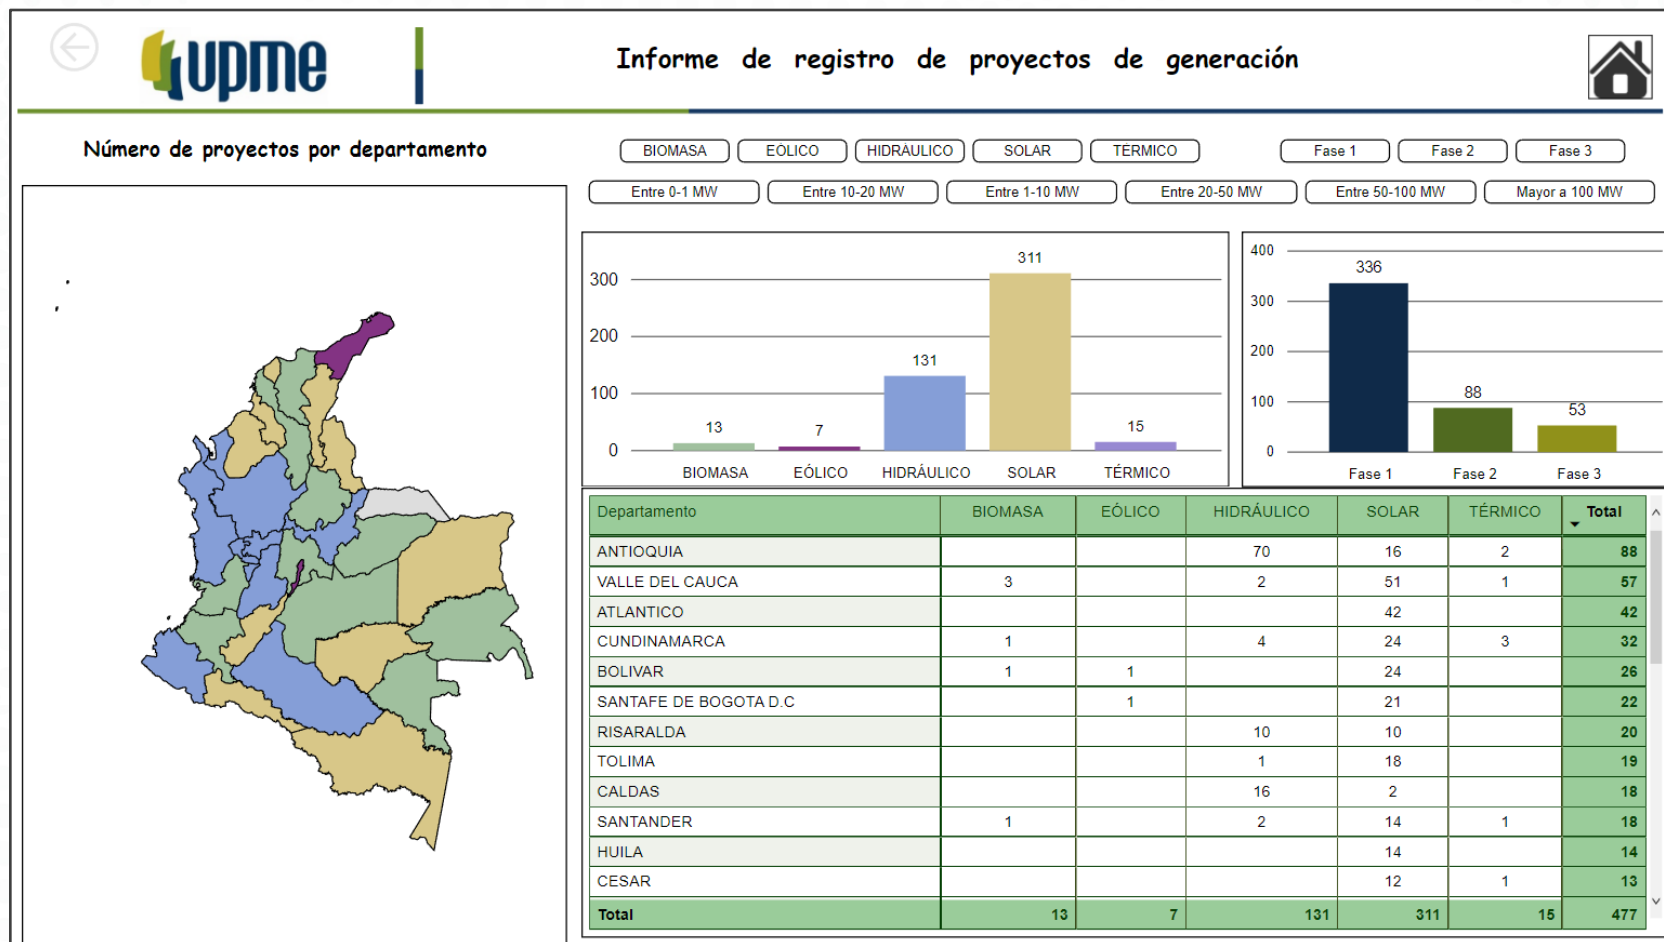 upme
Informe de registro de proyectos de generación
Número de proyectos por departamento
BIOMASA EÓLICO HIDRÁULICO SOLAR TÉRMICO Fase 1 Fase 2 Fase 3
Entre 0-1 MW Entre 10-20 MW Entre 1-10 MW Entre 20-50 MW Entre 50-100 MW Mayor a 100 MW
300
200
100
0
13
7
131
311
15
BIOMASA EÓLICO HIDRÁULICO SOLAR TÉRMICO
400
300
200
100
0
336
88
53
Fase 1 Fase 2 Fase 3
Departamento BIOMASA EÓLICO HIDRÁULICO SOLAR TÉRMICO Total
ANTIOQUIA 70 16 2 88
VALLE DEL CAUCA 3 2 51 1 57
ATLANTICO 42 42
CUNDINAMARCA 1 4 24 3 32
BOLIVAR 1 1 24 26
SANTAFE DE BOGOTA D.C 1 21 22
RISARALDA 10 10 20
TOLIMA 1 18 19
CALDAS 16 2 18
SANTANDER 1 2 14 1 18
HUILA 14 14
CESAR 12 1 13
Total 13 7 131 311 15 477